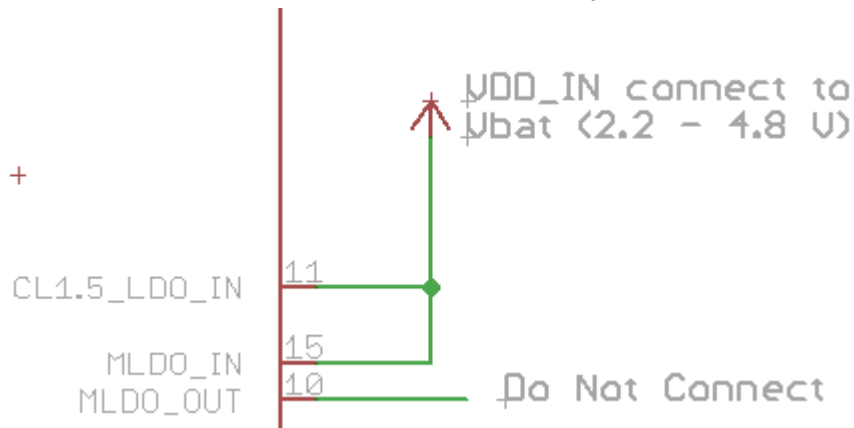 VDD_IN connect to
Vbat (2.2 - 4.8 V)
11
CL1.5_LDO_IN
15
MLDO_IN
10
MLDO_OUT
Do Not Connect